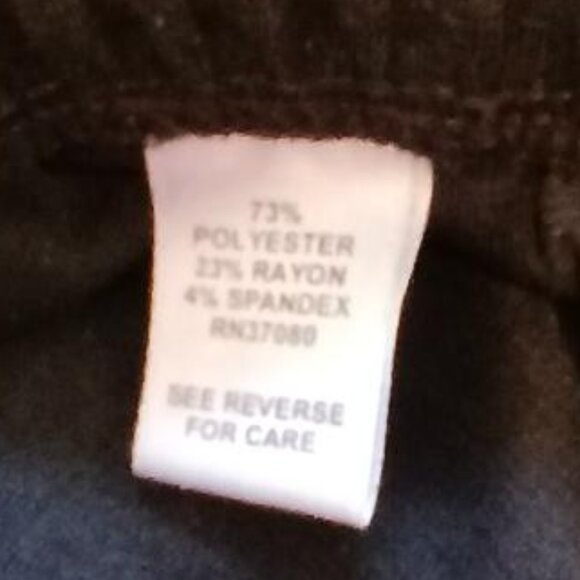 73%
POLYESTER
23% RAYON
4% SPANDEX
RN37080
SEE REVERSE
FOR CARE